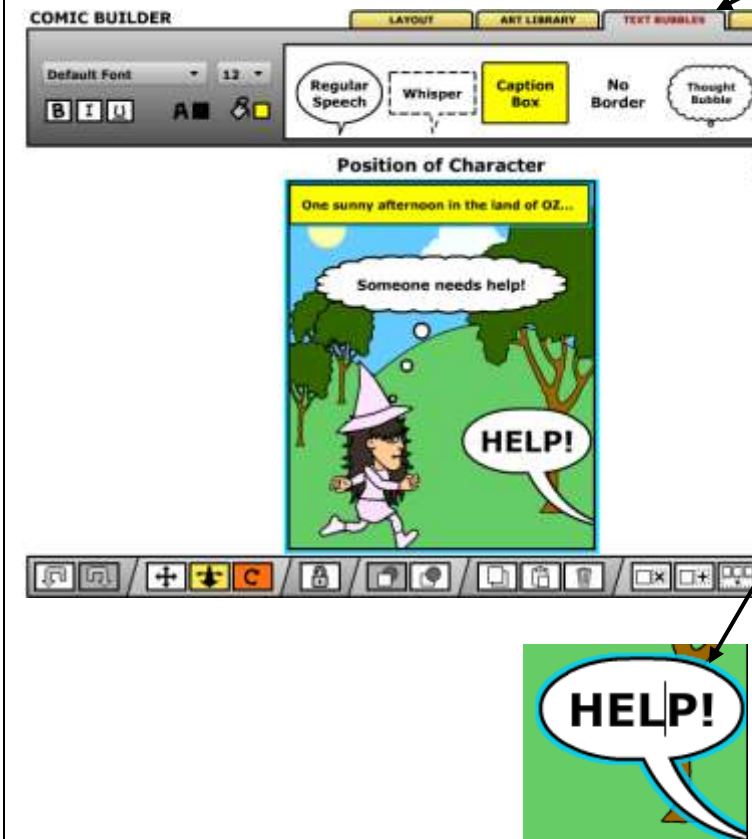 COMIC BUILDER
LAYOUT
ART LIBRARY
TEXT BUBBLES
Default Font
12
B I U
A
Regular
Speech
Whisper
Caption
Box
No
Border
Thought
Bubble
Position of Character
One sunny afternoon in the land of OZ...
Someone needs help!
HELP!
C
HELP!